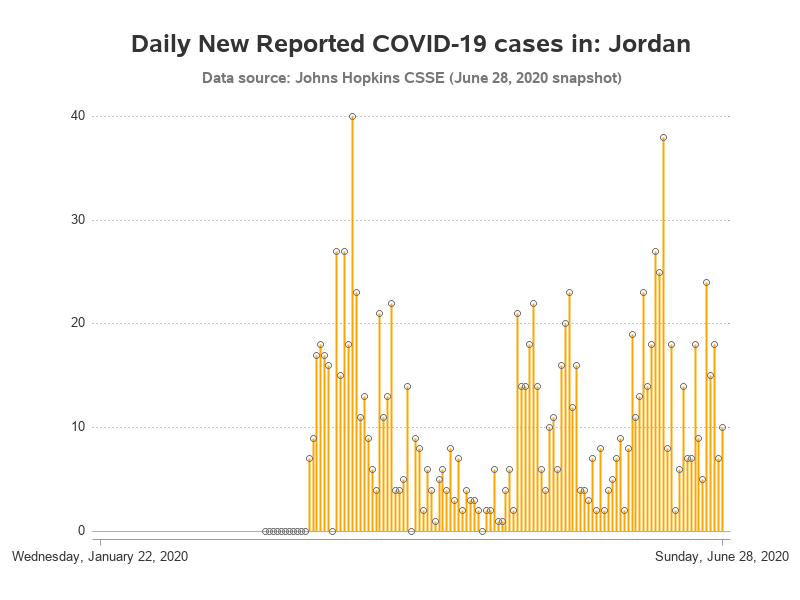 Daily New Reported COVID-19 cases in: Jordan
Data source: Johns Hopkins CSSE (June 28, 2020 snapshot)
40
30
20
10
0
Wednesday, January 22, 2020
Sunday, June 28, 2020